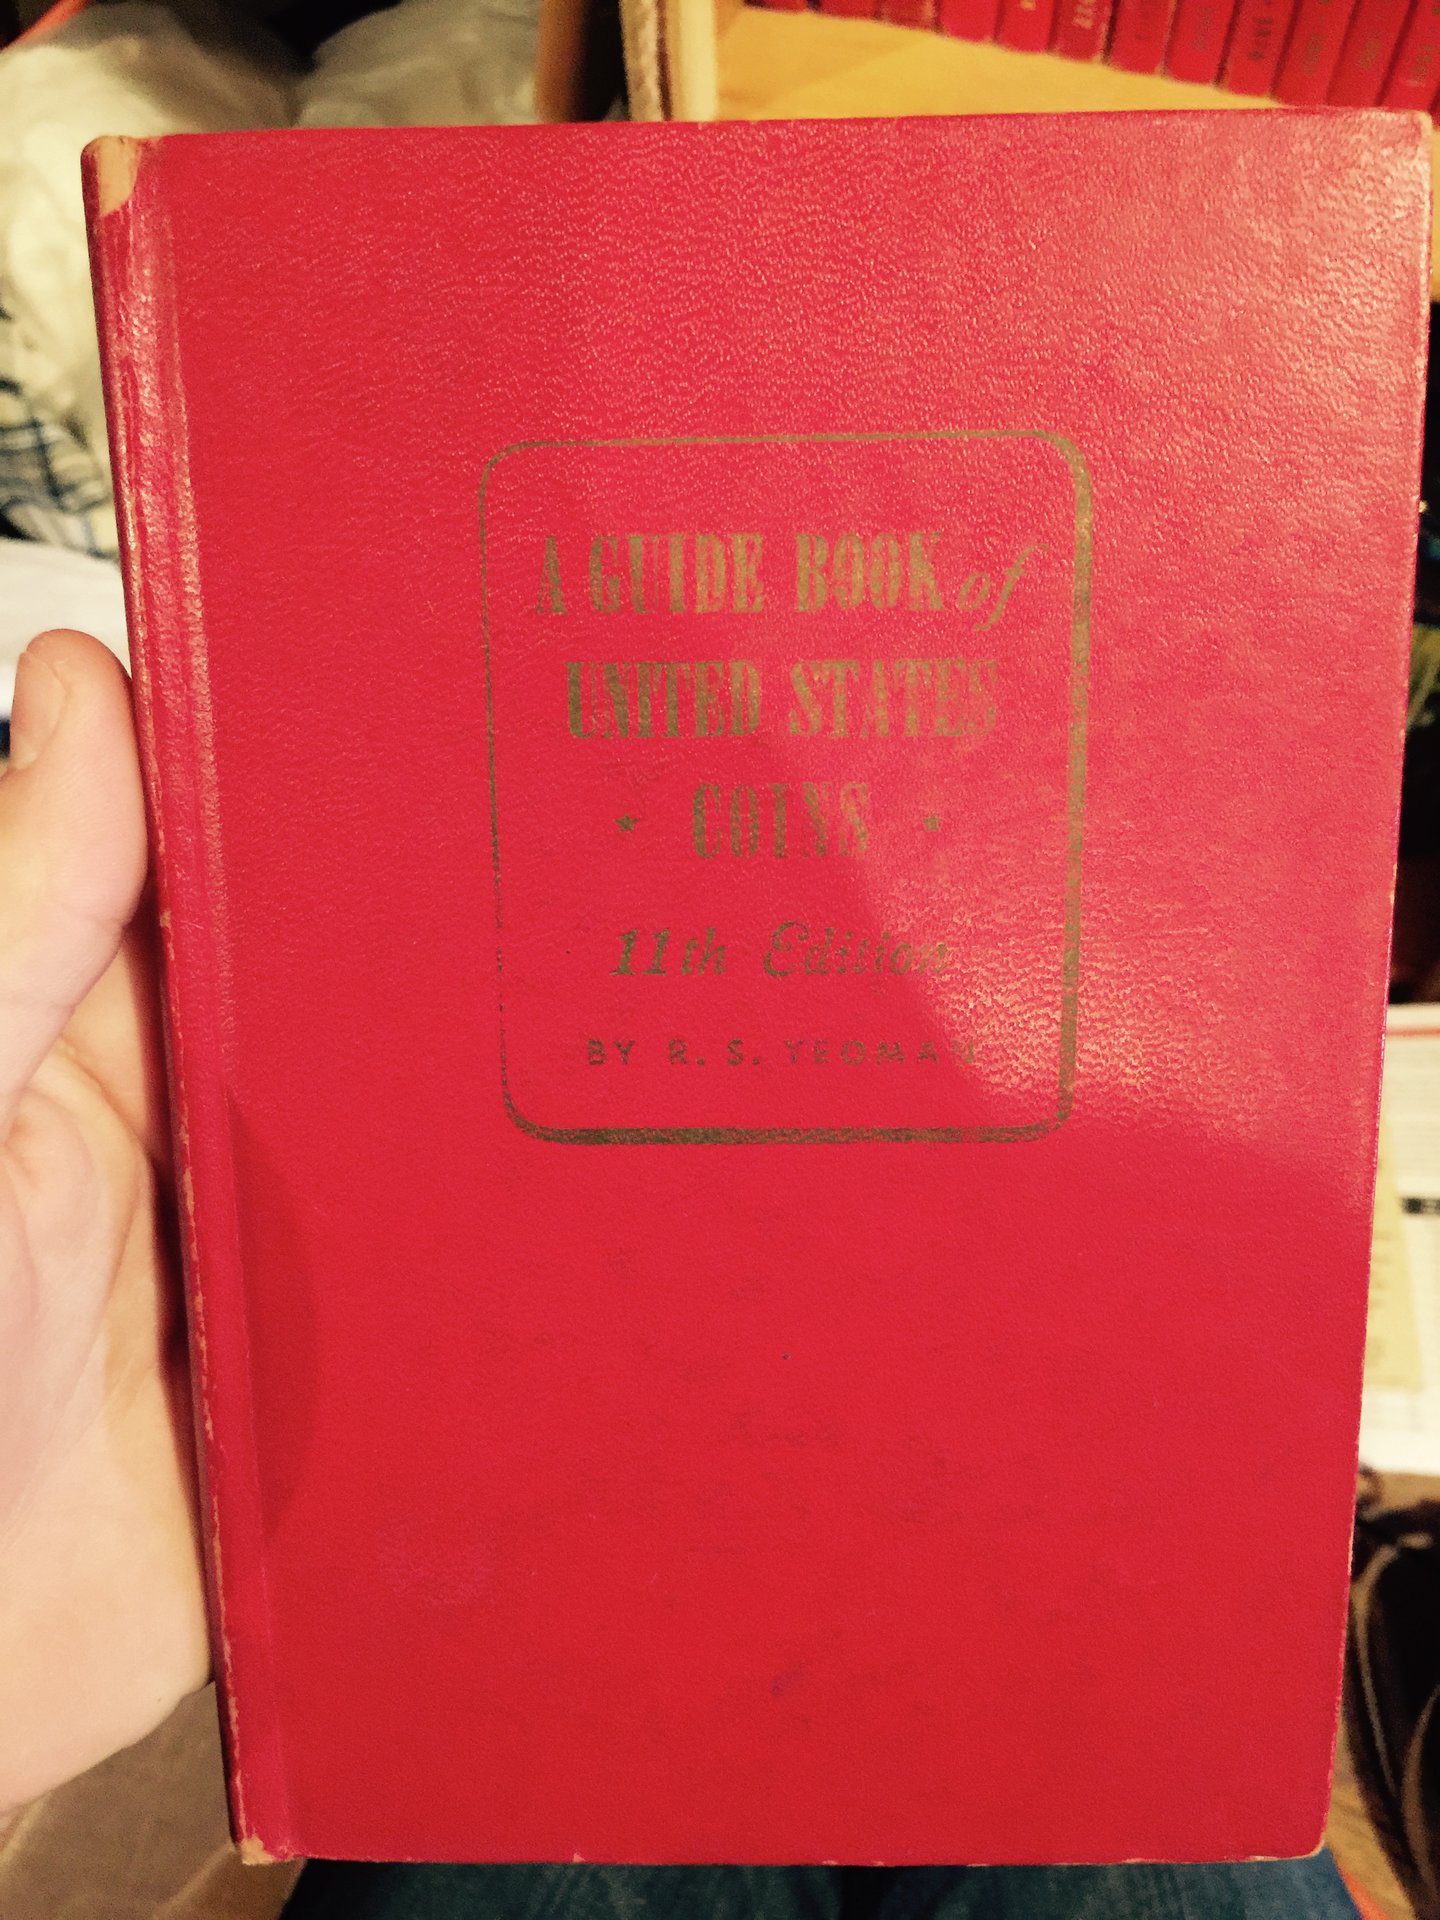 A GUIDE BOOK of
UNITED STATES
★ COINS ★
11th Edition
BY R. S. YEOMAN